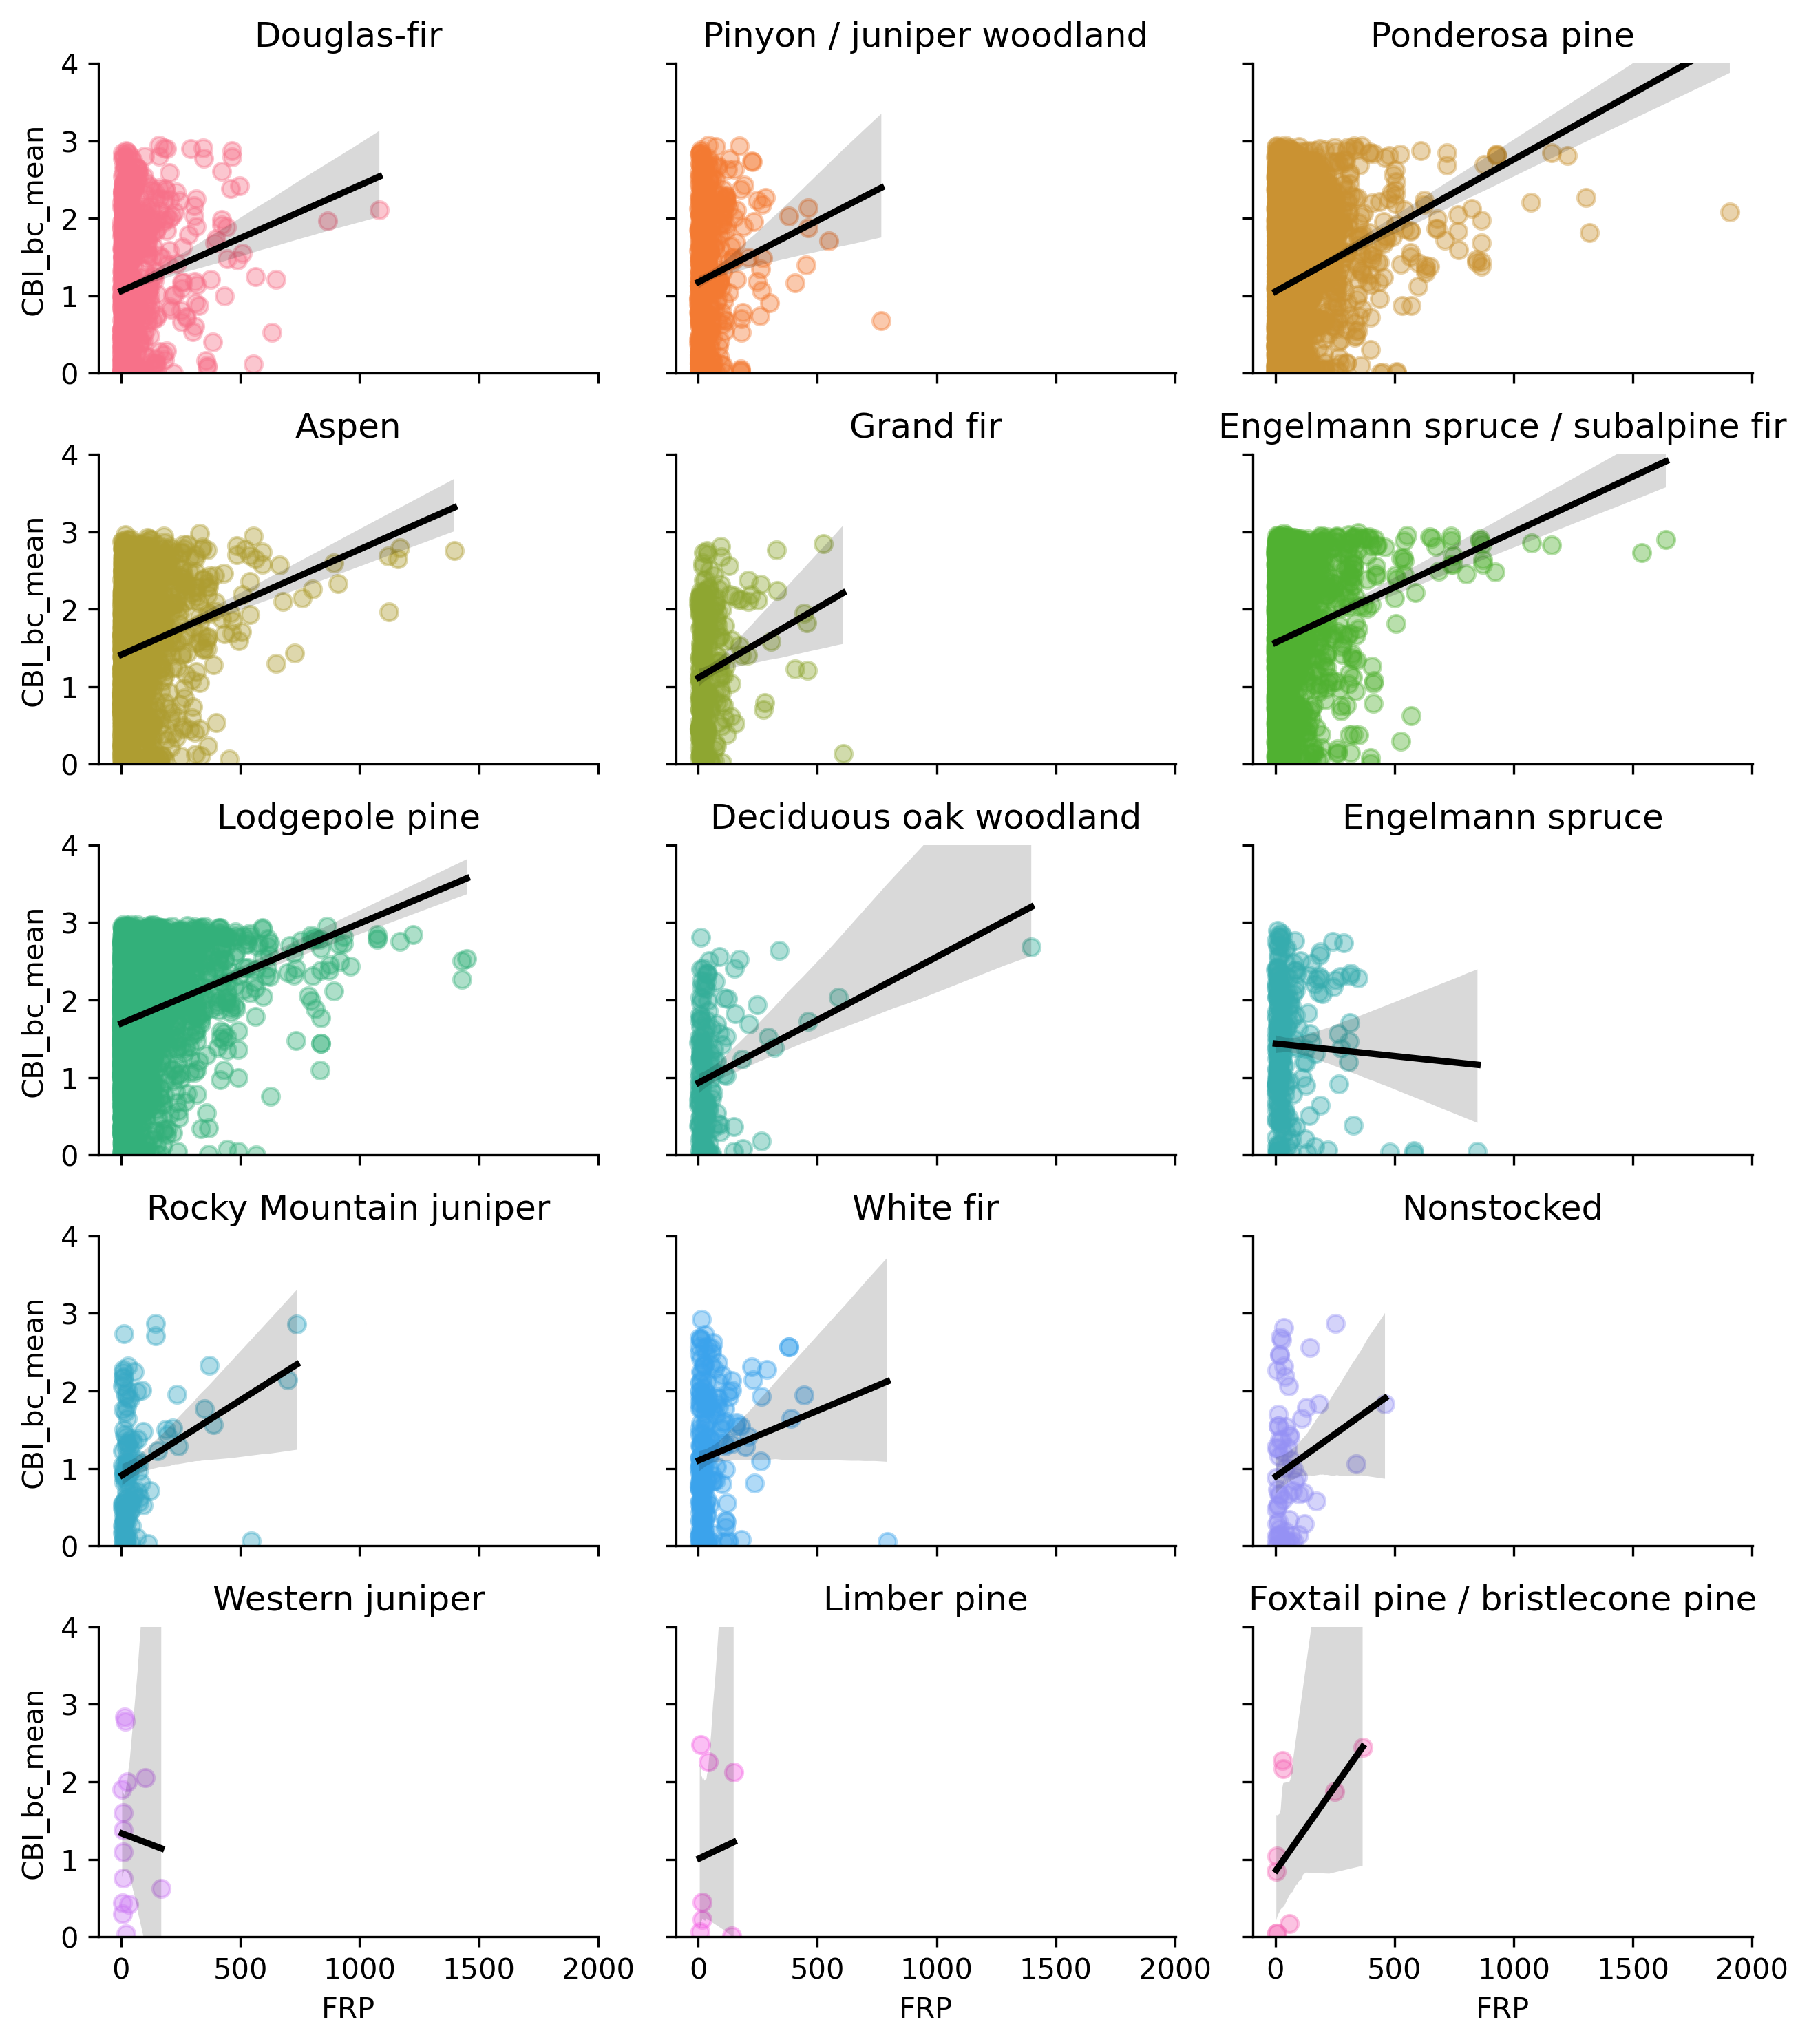 Douglas-fir
Pinyon / juniper woodland
Ponderosa pine
CBI_bc_mean
4
3
2
1
0
Aspen
Grand fir
Engelmann spruce / subalpine fir
CBI_bc_mean
4
3
2
1
0
Lodgepole pine
Deciduous oak woodland
Engelmann spruce
CBI_bc_mean
4
3
2
1
0
Rocky Mountain juniper
White fir
Nonstocked
CBI_bc_mean
4
3
2
1
0
Western juniper
Limber pine
Foxtail pine / bristlecone pine
CBI_bc_mean
4
3
2
1
0
0 500 1000 1500 2000
0 500 1000 1500 2000
0 500 1000 1500 2000
FRP
FRP
FRP